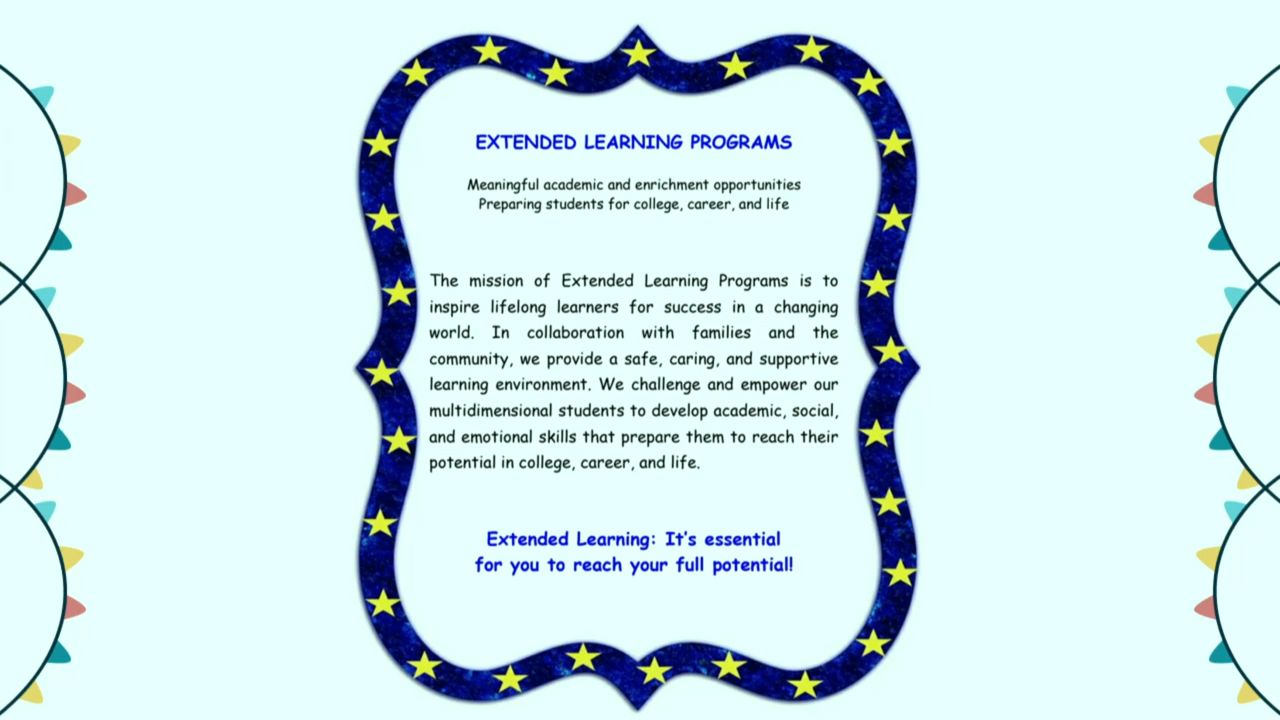 EXTENDED LEARNING PROGRAMS
Meaningful academic and enrichment opportunities
Preparing students for college, career, and life
The mission of Extended Learning Programs is to
inspire lifelong learners for success in a changing
world. In collaboration with families and the
community, we provide a safe, caring, and supportive
learning environment. We challenge and empower our
multidimensional students to develop academic, social,
and emotional skills that prepare them to reach their
potential in college, career, and life.
Extended Learning: It's essential
for you to reach your full potential!